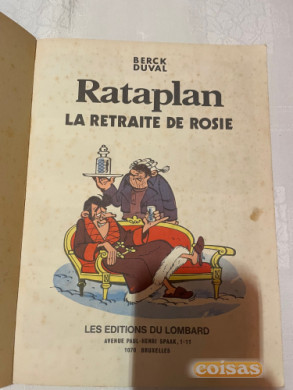 BERCK
DUVAL
Rataplan
LA RETRAITE DE ROSIE
LES EDITIONS DU LOMBARD
AVENUE PAUL-HENRI SPAAK, 1-11
1070 BRUXELLES
coisas